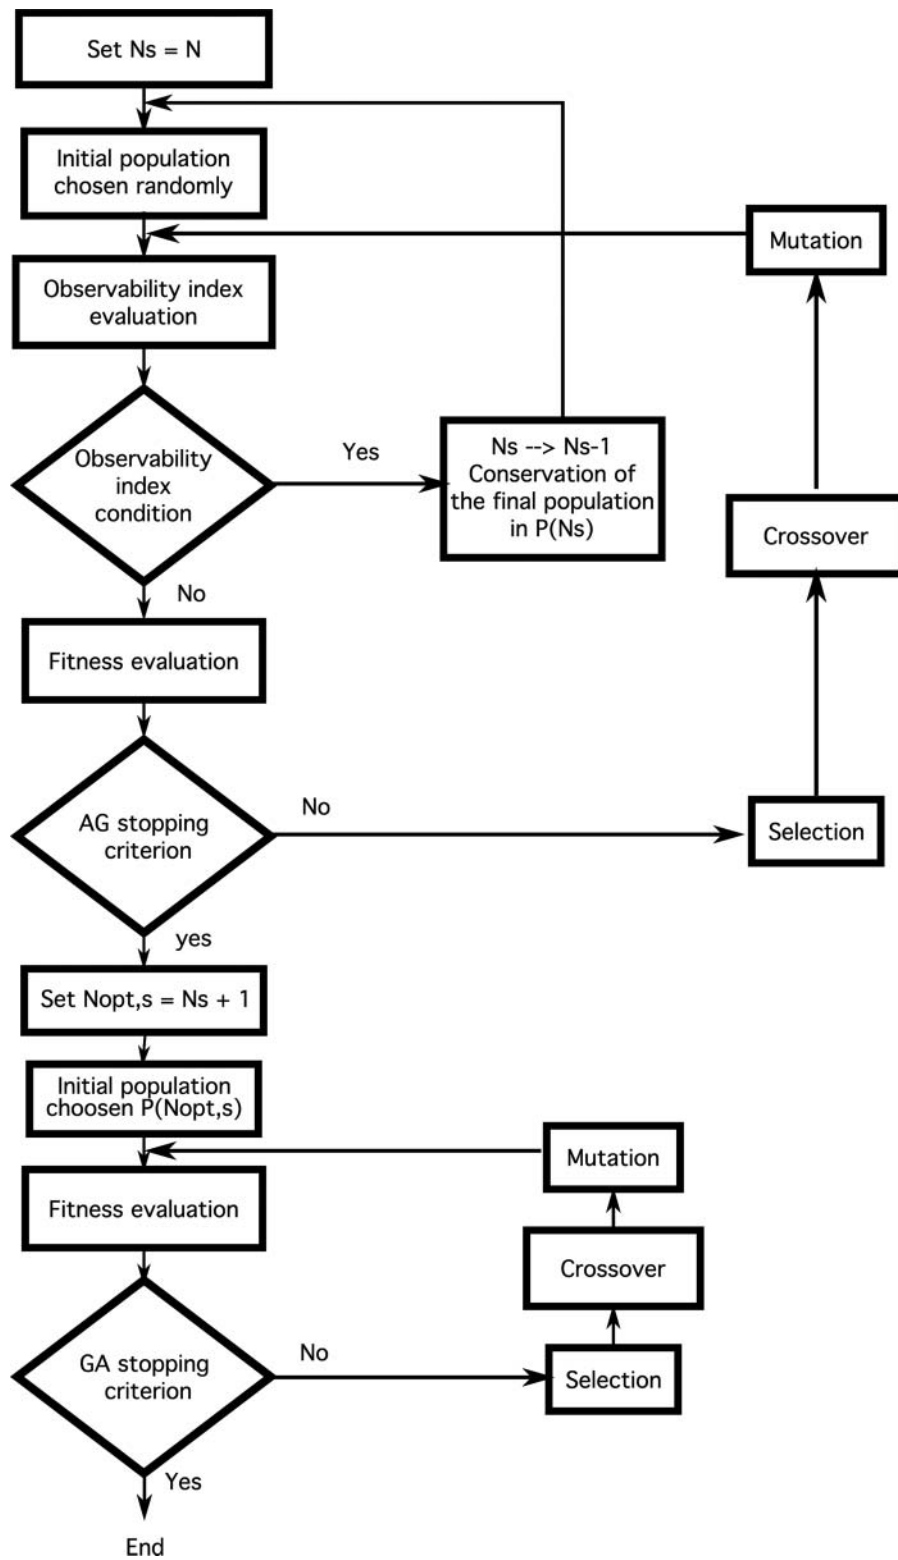 Set Ns = N
Initial population
chosen randomly
Mutation
Observability index
evaluation
Observability
index
condition
Yes
Ns --> Ns-1
Conservation of
the final population
in P(Ns)
Crossover
No
Fitness evaluation
AG stopping
criterion
No
Selection
yes
Set Nopt,s = Ns + 1
Initial population
choosen P(Nopt,s)
Mutation
Fitness evaluation
Crossover
GA stopping
criterion
No
Selection
Yes
End